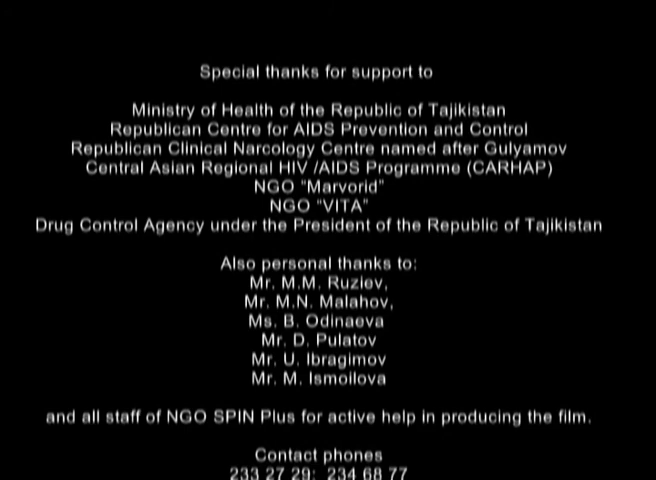 Special thanks for support to
Ministry of Health of the Republic of Tajikistan
Republican Centre for AIDS Prevention and Control
Republican Clinical Narcology Centre named after Gulyamov
Central Asian Regional HIV /AIDS Programme (CARHAP)
NGO "Marvorid"
NGO "VITA"
Drug Control Agency under the President of the Republic of Tajikistan
Also personal thanks to:
Mr. M.M. Ruziev,
Mr. M.N. Malahov,
Ms. B. Odinaeva
Mr. D. Pulatov
Mr. U. Ibragimov
Mr. M. Ismoilova
and all staff of NGO SPIN Plus for active help in producing the film.
Contact phones
233 27 29; 234 68 77